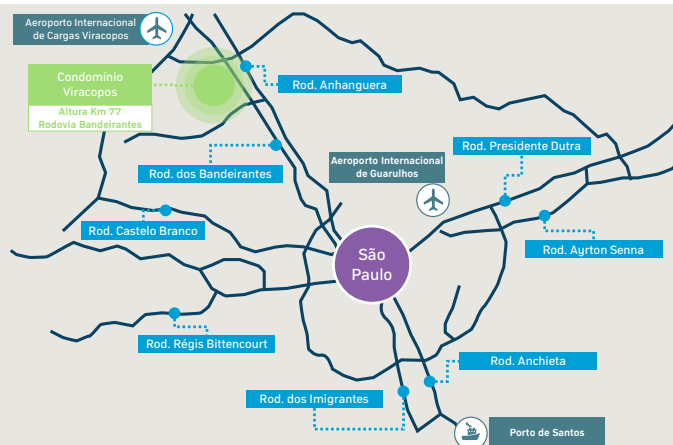 Aeroporto Internacional
de Cargas Viracopos
Condomínio
Viracopos
Altura Km 77
Rodovia Bandeirantes
Rod. Anhanguera
Rod. dos Bandeirantes
Aeroporto Internacional
de Guarulhos
Rod. Presidente Dutra
Rod. Castelo Branco
São
Paulo
Rod. Ayrton Senna
Rod. Régis Bittencourt
Rod. Anchieta
Rod. dos Imigrantes
Porto de Santos